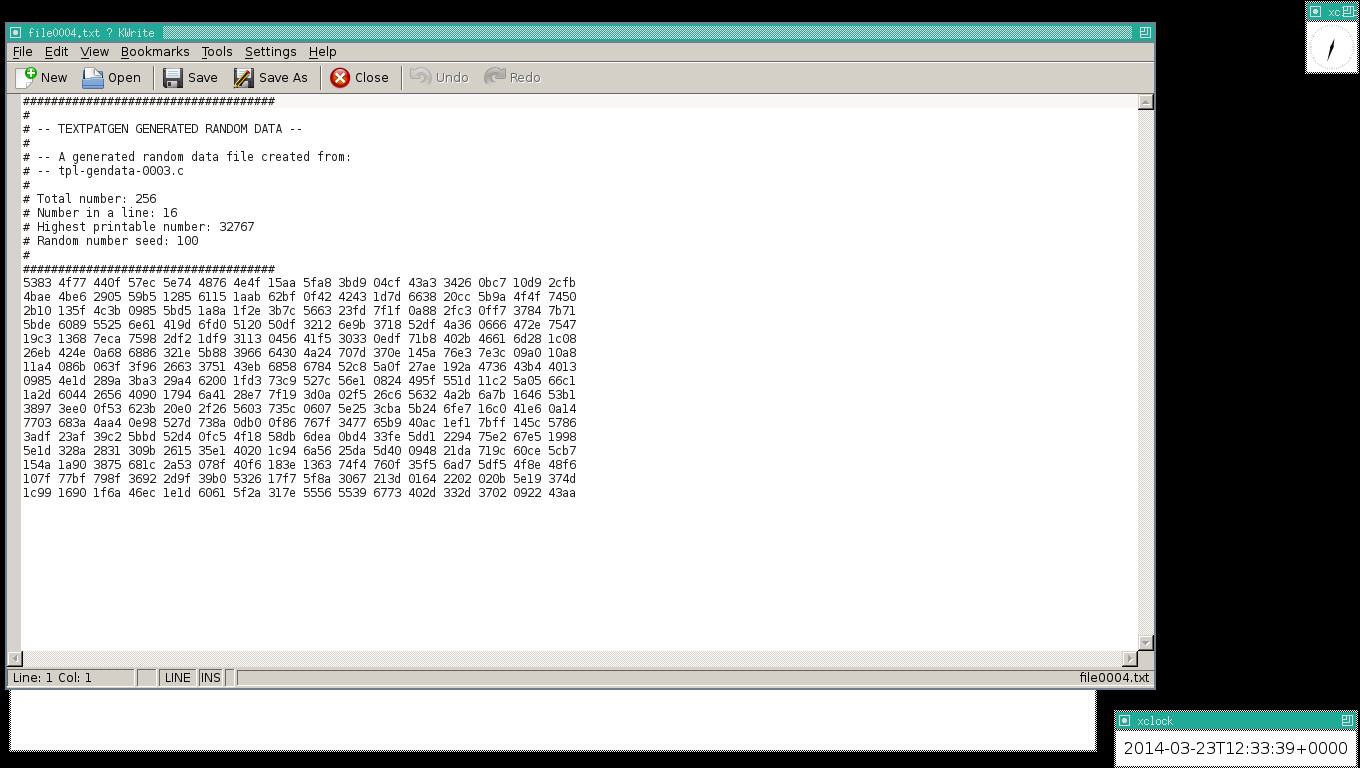 file0004.txt ? KWrite
xc
File Edit View Bookmarks Tools Settings Help
New Open Save Save As Close Undo Redo
####################################
#
# -- TEXTPATGEN GENERATED RANDOM DATA --
#
# -- A generated random data file created from:
# -- tpl-gendata-0003.c
#
# Total number: 256
# Number in a line: 16
# Highest printable number: 32767
# Random number seed: 100
#
####################################
5383 4f77 440f 57ec 5e74 4876 4e4f 15aa 5fa8 3bd9 04cf 43a3 3426 0bc7 10d9 2cfb
4bae 4be6 2905 59b5 1285 6115 1aab 62bf 0f42 4243 1d7d 6638 20cc 5b9a 4f4f 7450
2b10 135f 4c3b 0985 5bd5 1a8a 1f2e 3b7c 5663 23fd 7f1f 0a88 2fc3 0ff7 3784 7b71
5bde 6089 5525 6e61 419d 6fd0 5120 50df 3212 6e9b 3718 52df 4a36 0666 472e 7547
19c3 1368 7eca 7598 2df2 1df9 3113 0456 41f5 3033 0edf 71b8 402b 4661 6d28 1c08
26eb 424e 0a68 6886 321e 5b88 3966 6430 4a24 707d 370e 145a 76e3 7e3c 09a0 10a8
11a4 086b 063f 3f96 2663 3751 43eb 6858 6784 52c8 5a0f 27ae 192a 4736 43b4 4013
0985 4e1d 289a 3ba3 29a4 6200 1fd3 73c9 527c 56e1 0824 495f 551d 11c2 5a05 66c1
1a2d 6044 2656 4090 1794 6a41 28e7 7f19 3d0a 02f5 26c6 5632 4a2b 6a7b 1646 53b1
3897 3ee0 0f53 623b 20e0 2f26 5603 735c 0607 5e25 3cba 5b24 6fe7 16c0 41e6 0a14
7703 683a 4aa4 0e98 527d 738a 0db0 0f86 767f 3477 65b9 40ac 1ef1 7bff 145c 5786
3adf 23af 39c2 5bbd 52d4 0fc5 4f18 58db 6dea 0bd4 33fe 5dd1 2294 75e2 67e5 1998
5e1d 328a 2831 309b 2615 35e1 4020 1c94 6a56 25da 5d40 0948 21da 719c 60ce 5cb7
154a 1a90 3875 681c 2a53 078f 40f6 183e 1363 74f4 760f 35f5 6ad7 5df5 4f8e 48f6
107f 77bf 798f 3692 2d9f 39b0 5326 17f7 5f8a 3067 213d 0164 2202 020b 5e19 374d
1c99 1690 1f6a 46ec 1e1d 6061 5f2a 317e 5556 5539 6773 402d 332d 3702 0922 43aa
Line: 1 Col: 1 LINE INS file0004.txt
xclock
2014-03-23T12:33:39+0000